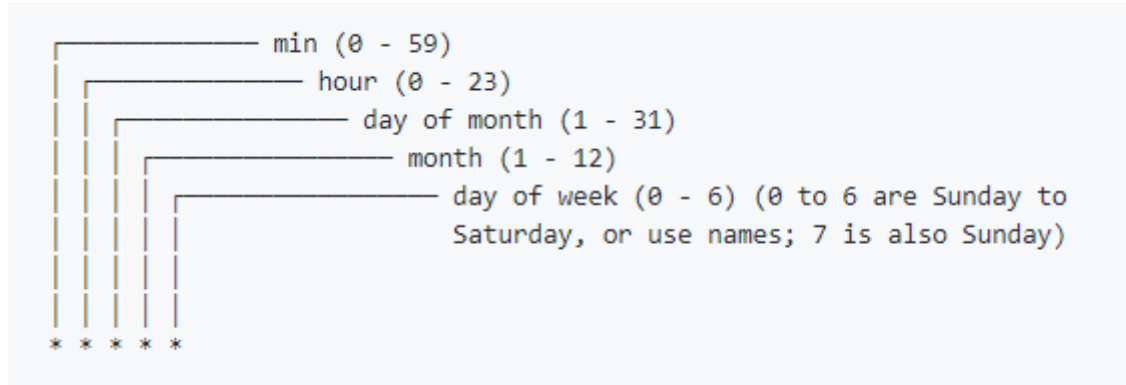 min (0 - 59)
hour (0 - 23)
day of month (1 - 31)
month (1 - 12)
day of week (0 - 6) (0 to 6 are Sunday to
Saturday, or use names; 7 is also Sunday)
* * * * *